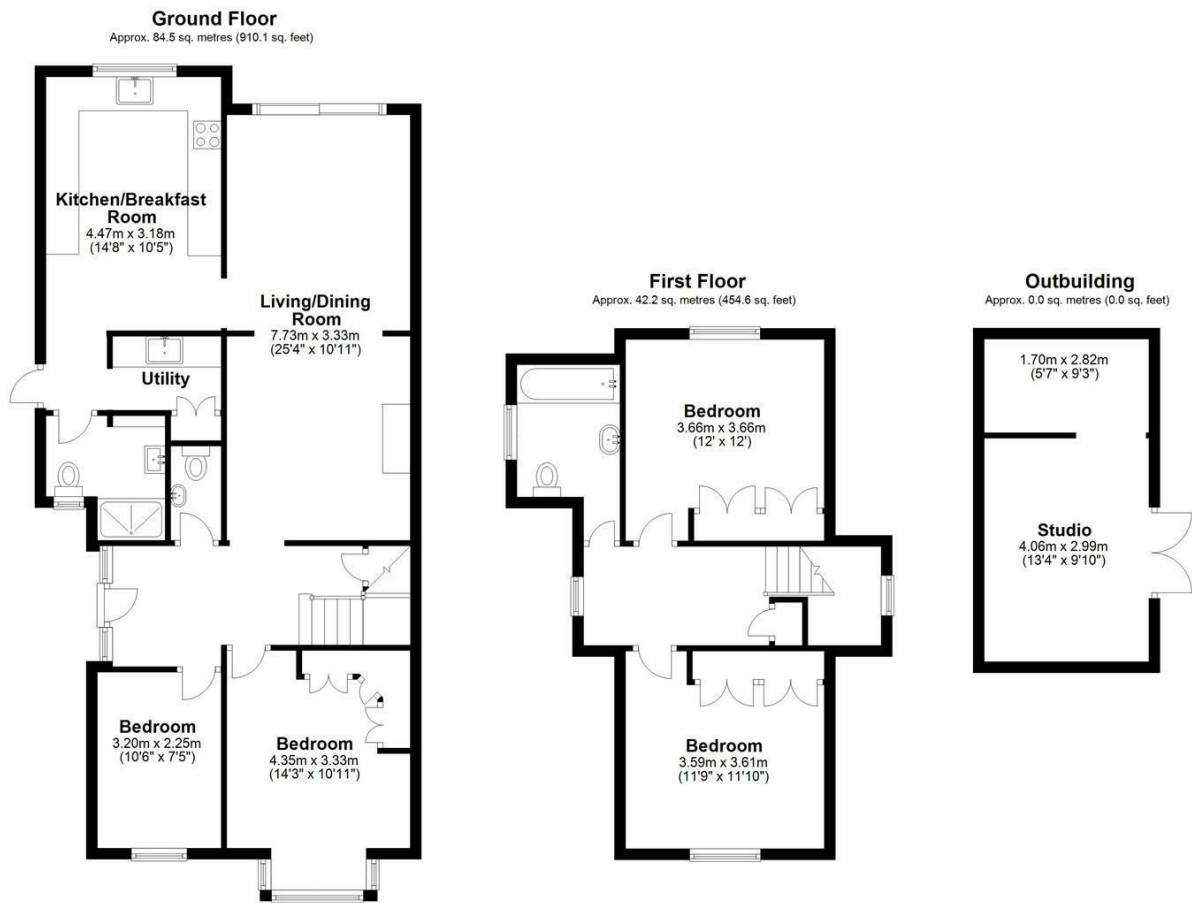 Ground Floor
Approx. 84.5 sq. metres (910.1 sq. feet)
Kitchen/Breakfast
Room
4.47m x 3.18m
(14'8" x 10'5")
Living/Dining
Room
7.73m x 3.33m
(25'4" x 10'11")
Utility
Bedroom
3.20m x 2.25m
(10'6" x 7'5")
Bedroom
4.35m x 3.33m
(14'3" x 10'11")
First Floor
Approx. 42.2 sq. metres (454.6 sq. feet)
Bedroom
3.66m x 3.66m
(12' x 12')
Bedroom
3.59m x 3.61m
(11'9" x 11'10")
Outbuilding
Approx. 0.0 sq. metres (0.0 sq. feet)
1.70m x 2.82m
(5'7" x 9'3")
Studio
4.06m x 2.99m
(13'4" x 9'10")